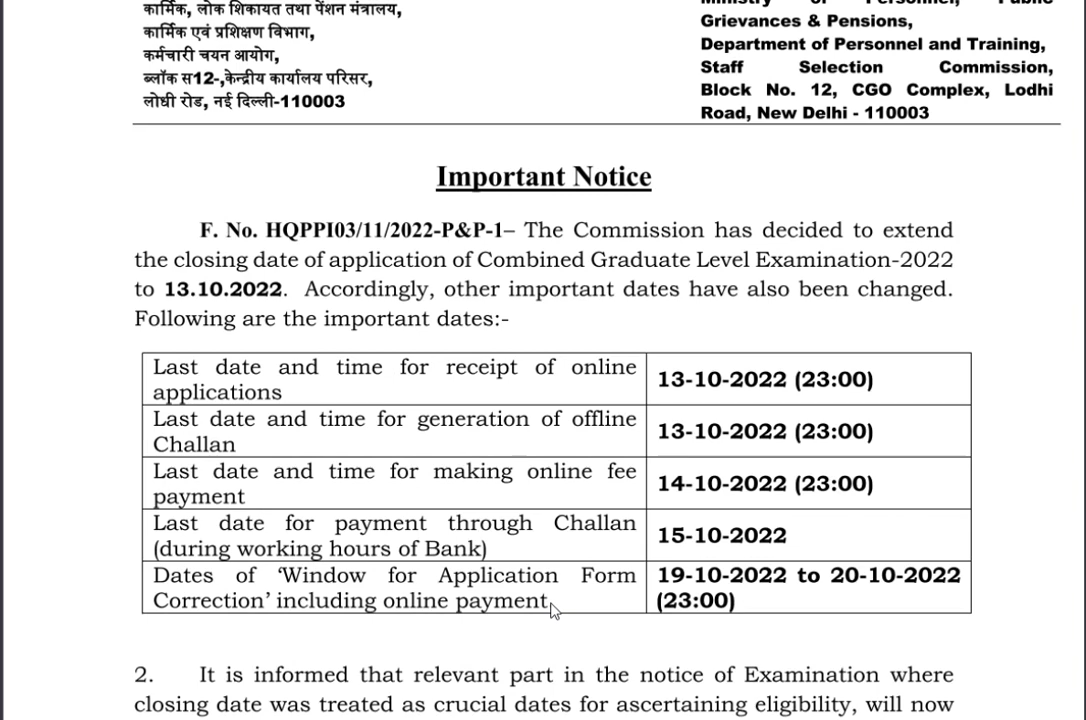 कार्मिक, लोक शिकायत तथा पेंशन मंत्रालय,
कार्मिक एवं प्रशिक्षण विभाग,
कर्मचारी चयन आयोग,
ब्लॉक स12-,केन्द्रीय कार्यालय परिसर,
लोधी रोड, नई दिल्ली-110003
Ministry of Personnel, Public
Grievances & Pensions,
Department of Personnel and Training,
Staff Selection Commission,
Block No. 12, CGO Complex, Lodhi
Road, New Delhi - 110003
Important Notice
F. No. HQPPI03/11/2022-P&P-1– The Commission has decided to extend
the closing date of application of Combined Graduate Level Examination-2022
to 13.10.2022. Accordingly, other important dates have also been changed.
Following are the important dates:-
Last date and time for receipt of online
applications
13-10-2022 (23:00)
Last date and time for generation of offline
Challan
13-10-2022 (23:00)
Last date and time for making online fee
payment
14-10-2022 (23:00)
Last date for payment through Challan
(during working hours of Bank)
15-10-2022
Dates of ‘Window for Application Form
Correction’ including online payment
19-10-2022 to 20-10-2022
(23:00)
2. It is informed that relevant part in the notice of Examination where
closing date was treated as crucial dates for ascertaining eligibility, will now